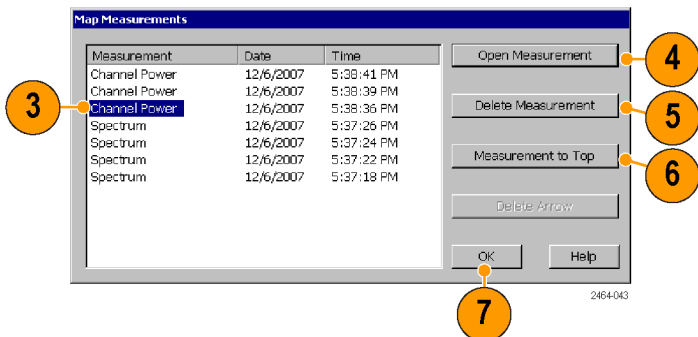 Map Measurements
Measurement Date Time
Channel Power 12/6/2007 5:38:41 PM
Channel Power 12/6/2007 5:38:39 PM
Channel Power 12/6/2007 5:38:36 PM
Spectrum 12/6/2007 5:37:26 PM
Spectrum 12/6/2007 5:37:24 PM
Spectrum 12/6/2007 5:37:22 PM
Spectrum 12/6/2007 5:37:18 PM
Open Measurement
Delete Measurement
Measurement to Top
Delete Arrow
OK Help
3
4
5
6
7
2464-043